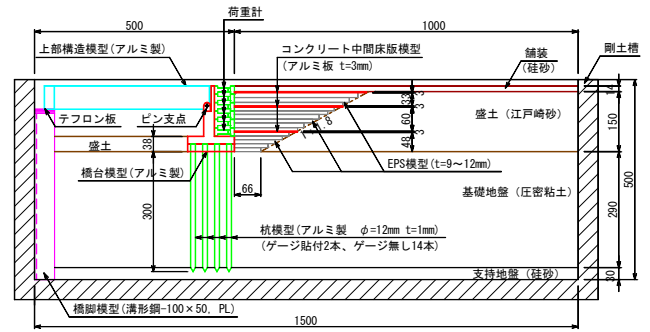 荷重計
500
1000
上部構造模型(アルミ製)
コンクリート中間床版模型
(アルミ板 t=3mm)
舗装
(硅砂)
剛土槽
テフロン板
ピン支点
盛土
38
橋台模型(アルミ製)
300
66
3
33
3
60
3
48
EPS模型(t=9~12mm)
盛土(江戸崎砂)
14
150
基礎地盤(圧密粘土)
290
500
杭模型(アルミ製 φ=12mm t=1mm)
(ゲージ貼付2本、ゲージ無し14本)
支持地盤(硅砂)
30
橋脚模型(溝形鋼-100×50, PL)
1500